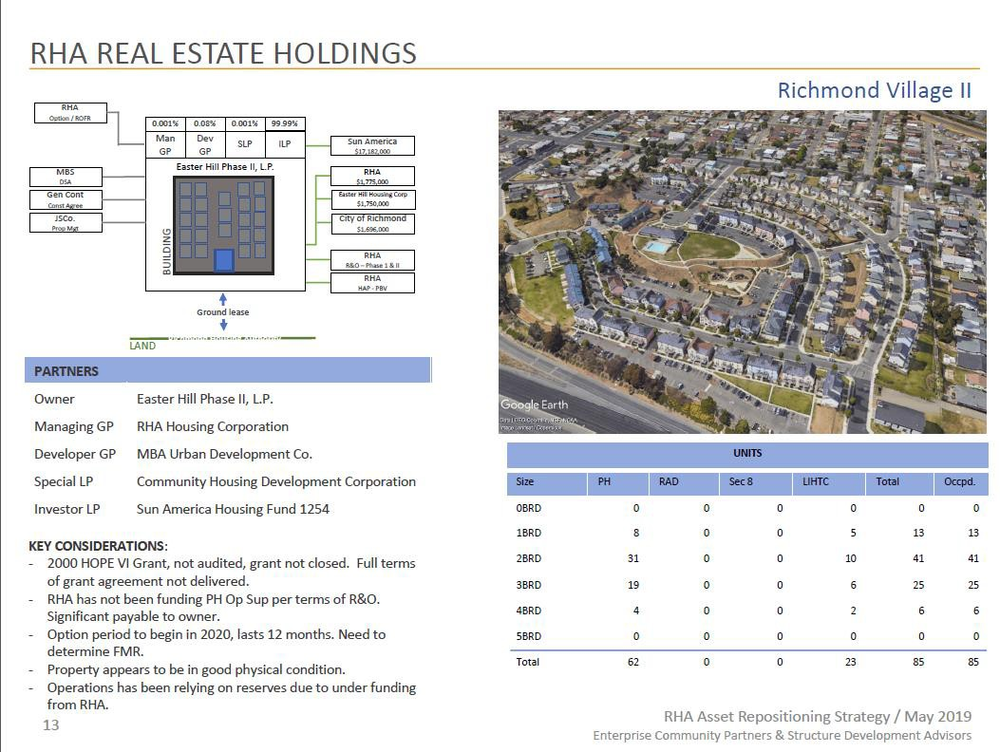 RHA REAL ESTATE HOLDINGS
Richmond Village II
RHA
Option / ROFR
MBS
DSA
Gen Cont
Const Agree
JSCo.
Prop Mgt
0.001% 0.08% 0.001% 99.99%
Man GP Dev GP SLP ILP
Easter Hill Phase II, L.P.
BUILDING
Sun America
$17,182,000
RHA
$1,775,000
Easter Hill Housing Corp
$1,750,000
City of Richmond
$1,696,000
RHA
R&O – Phase 1 & II
RHA
HAP - PBV
Ground lease
Richmond Housing Authority
LAND
PARTNERS
Owner Easter Hill Phase II, L.P.
Managing GP RHA Housing Corporation
Developer GP MBA Urban Development Co.
Special LP Community Housing Development Corporation
Investor LP Sun America Housing Fund 1254
KEY CONSIDERATIONS:
- 2000 HOPE VI Grant, not audited, grant not closed. Full terms
of grant agreement not delivered.
- RHA has not been funding PH Op Sup per terms of R&O.
Significant payable to owner.
- Option period to begin in 2020, lasts 12 months. Need to
determine FMR.
- Property appears to be in good physical condition.
- Operations has been relying on reserves due to under funding
from RHA.
13
Google Earth
UNITS
Size PH RAD Sec 8 LIHTC Total Occpd.
0BRD 0 0 0 0 0 0
1BRD 8 0 0 5 13 13
2BRD 31 0 0 10 41 41
3BRD 19 0 0 6 25 25
4BRD 4 0 0 2 6 6
5BRD 0 0 0 0 0 0
Total 62 0 0 23 85 85
RHA Asset Repositioning Strategy / May 2019
Enterprise Community Partners & Structure Development Advisors